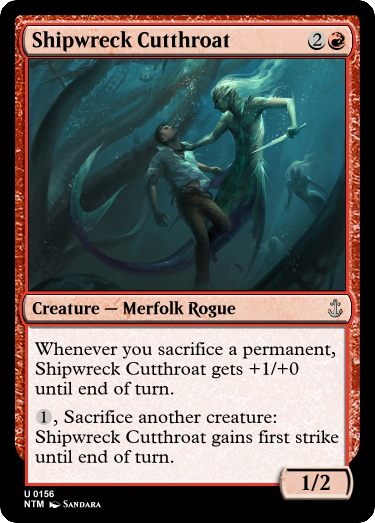 Shipwreck Cutthroat 2
Creature — Merfolk Rogue
Whenever you sacrifice a permanent,
Shipwreck Cutthroat gets +1/+0
until end of turn.
1, Sacrifice another creature:
Shipwreck Cutthroat gains first strike
until end of turn.
1/2
U 0156
NTM Sandara